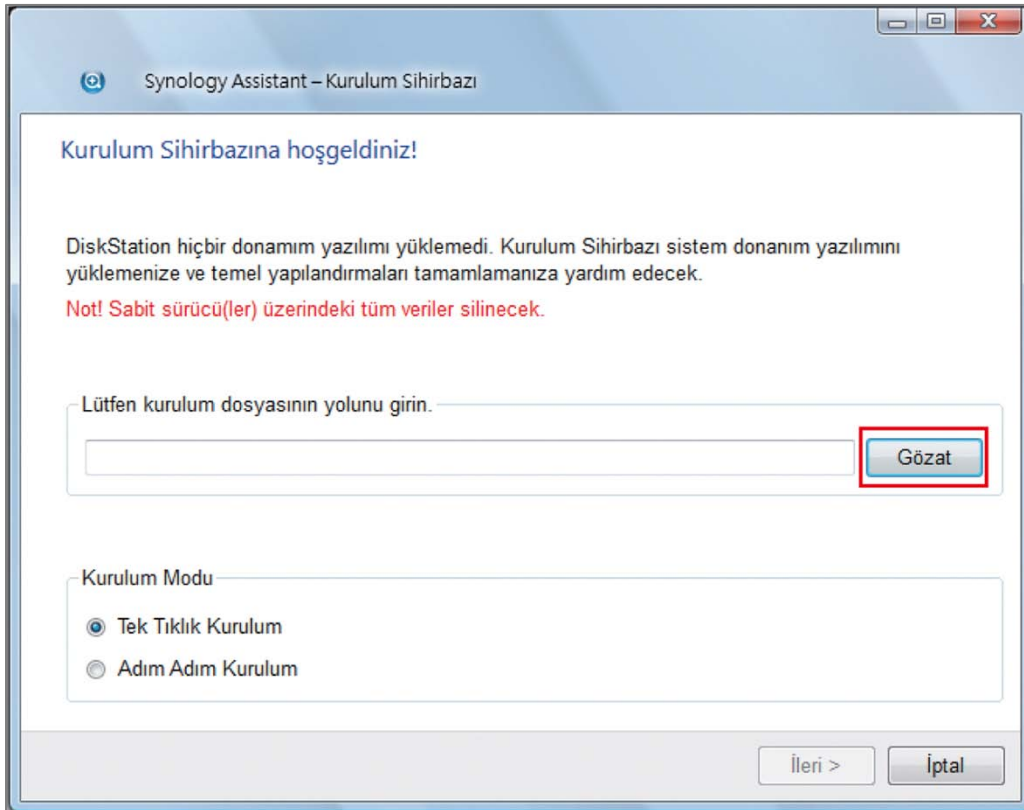 Synology Assistant – Kurulum Sihirbazı
Kurulum Sihirbazına hoşgeldiniz!
DiskStation hiçbir donamım yazılımı yüklemedi. Kurulum Sihirbazı sistem donanım yazılımını
yüklemenize ve temel yapılandırmaları tamamlamanıza yardım edecek.
Not! Sabit sürücü(ler) üzerindeki tüm veriler silinecek.
Lütfen kurulum dosyasının yolunu girin.
Gözat
Kurulum Modu
Tek Tıklık Kurulum
Adım Adım Kurulum
İleri >
İptal